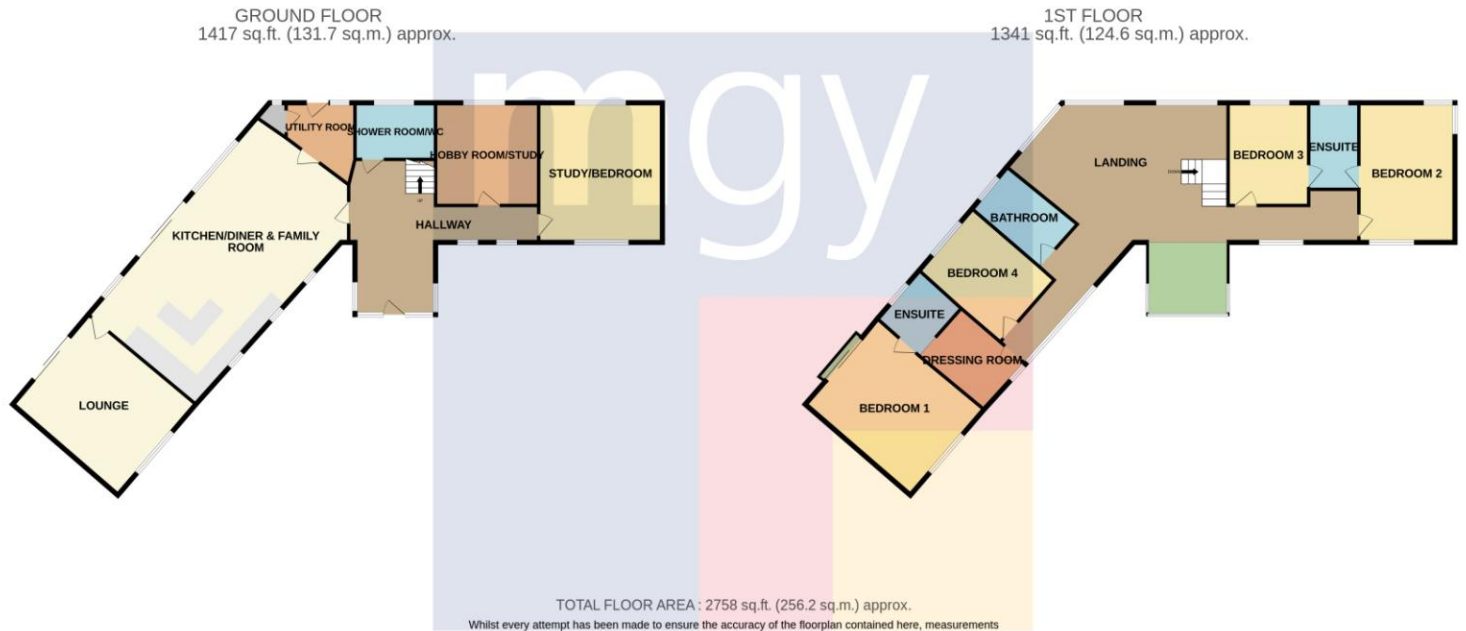 GROUND FLOOR
1417 sq.ft. (131.7 sq.m.) approx.
UTILITY ROOM
SHOWER ROOM/WC
HOBBY ROOM/STUDY
STUDY/BEDROOM
HALLWAY
UP
KITCHEN/DINER & FAMILY
ROOM
LOUNGE
mgy
1ST FLOOR
1341 sq.ft. (124.6 sq.m.) approx.
LANDING
DOWN
BEDROOM 3
ENSUITE
BEDROOM 2
BATHROOM
BEDROOM 4
ENSUITE
DRESSING ROOM
BEDROOM 1
TOTAL FLOOR AREA : 2758 sq.ft. (256.2 sq.m.) approx.
Whilst every attempt has been made to ensure the accuracy of the floorplan contained here, measurements